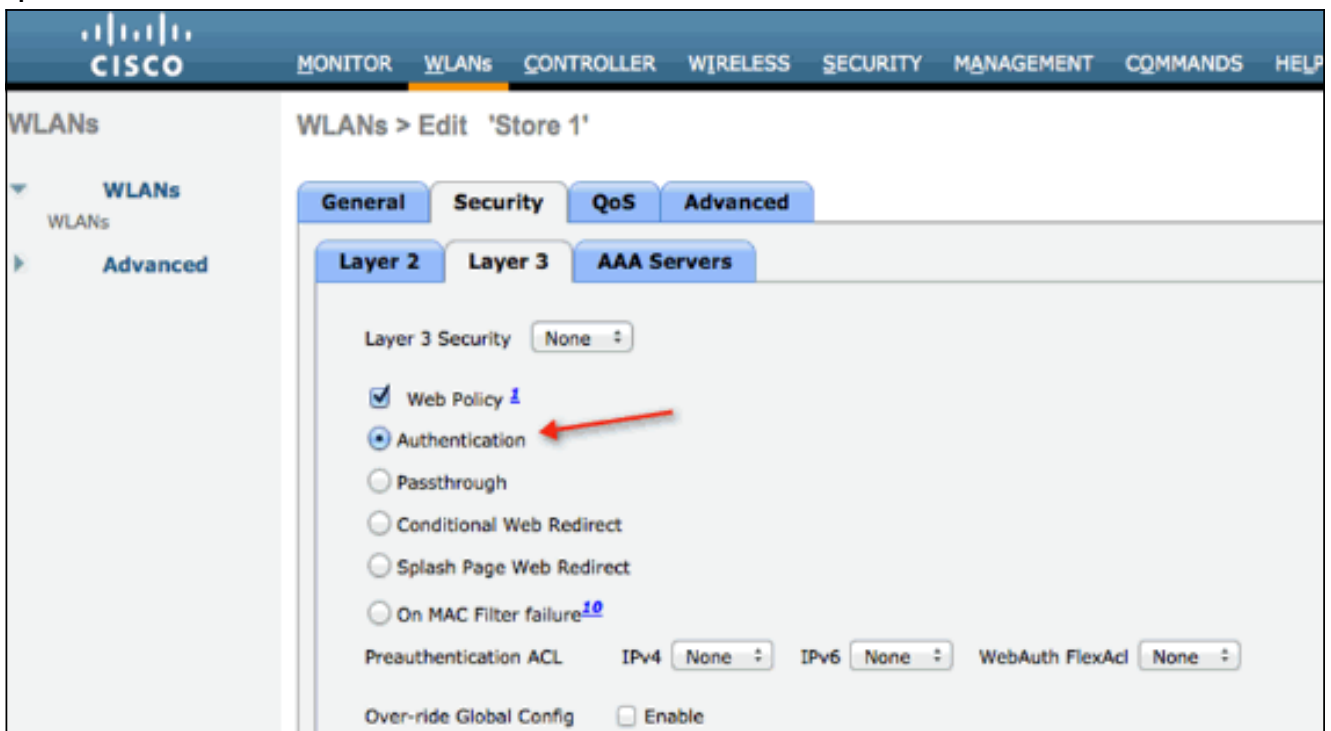 CISCO
MONITOR WLANs CONTROLLER WIRELESS SECURITY MANAGEMENT COMMANDS HELP
WLANs
WLANs > Edit 'Store 1'
WLANs
WLANs
Advanced
General Security QoS Advanced
Layer 2 Layer 3 AAA Servers
Layer 3 Security None
Web Policy 1
Authentication
Passthrough
Conditional Web Redirect
Splash Page Web Redirect
On MAC Filter failure10
Preauthentication ACL IPv4 None IPv6 None WebAuth FlexAcl None
Over-ride Global Config Enable